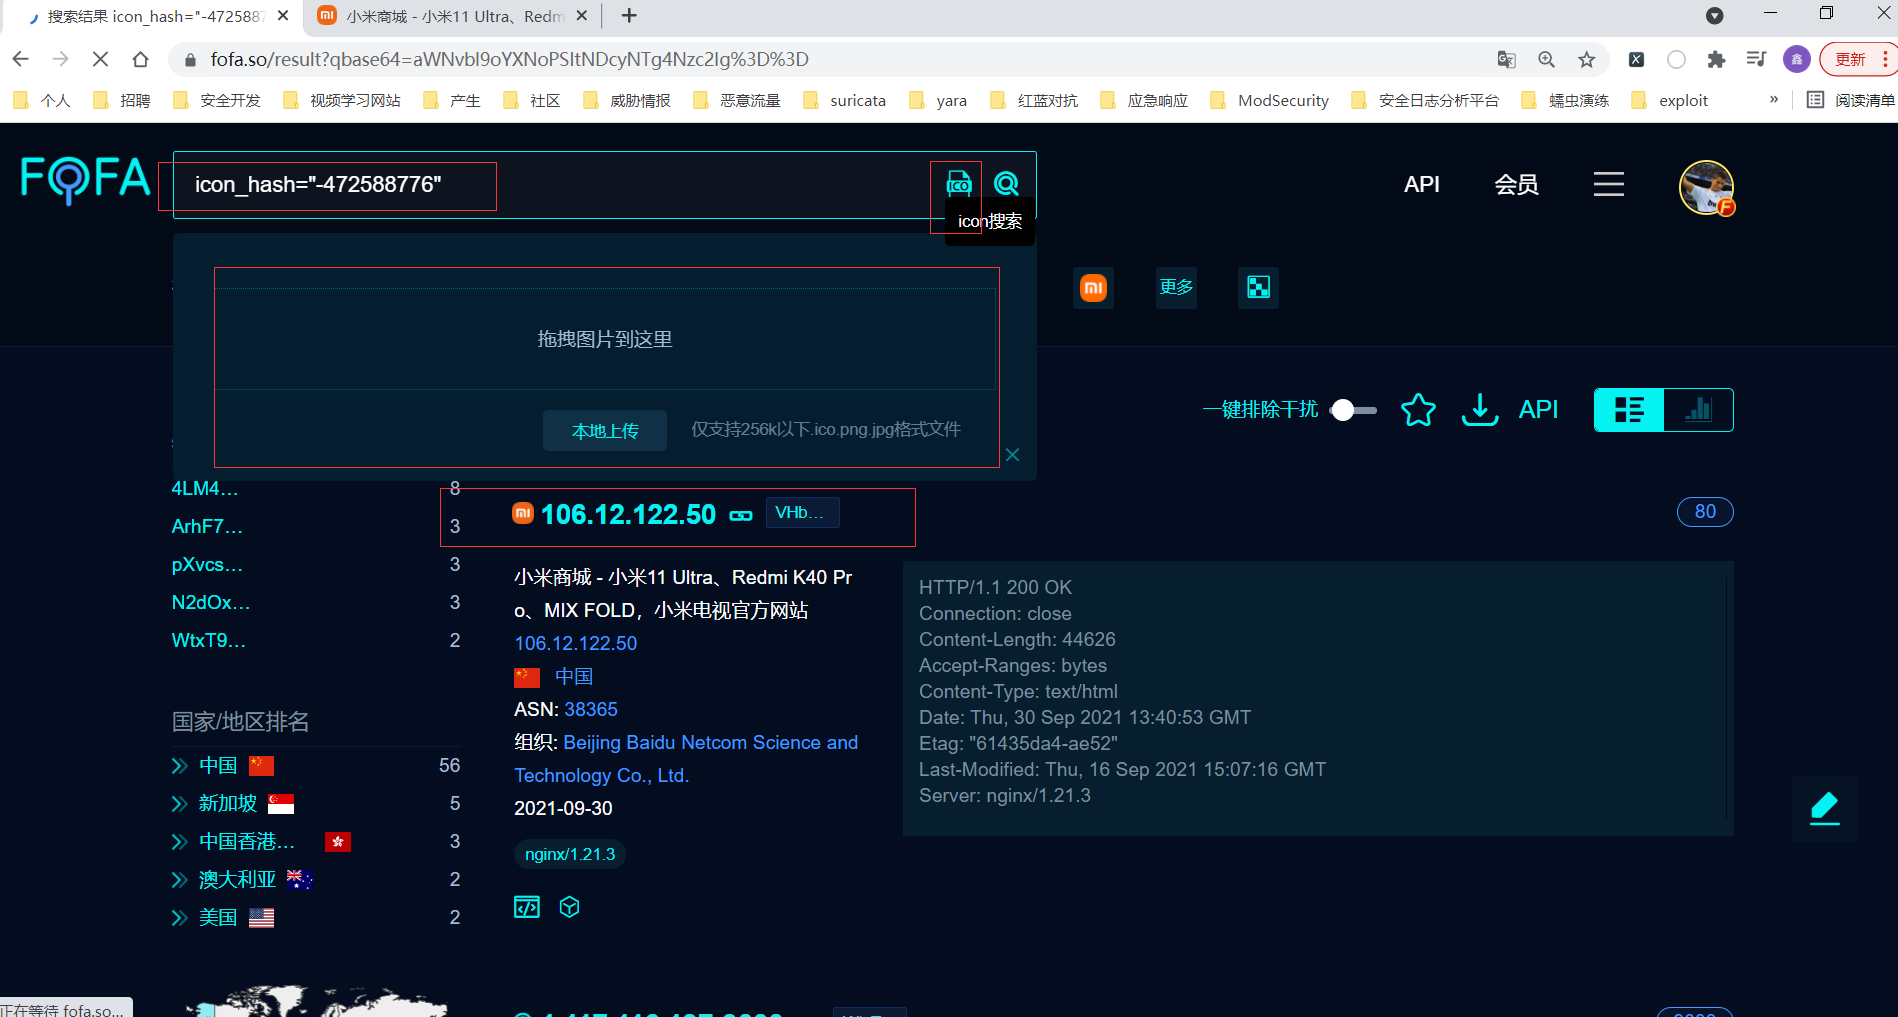 搜索结果 icon_hash="-4725887
小米商城 - 小米11 Ultra、Redm
fofa.so/result?qbase64=aWNvbl9oYXNoPSItNDcyNTg4Nzc2Ig%3D%3D
鑫
更新
个人
招聘
安全开发
视频学习网站
产生
社区
威胁情报
恶意流量
suricata
yara
红蓝对抗
应急响应
ModSecurity
安全日志分析平台
蠕虫演练
exploit
»
阅读清单
FOFA
icon_hash="-472588776"
ICO
API
会员
icon搜索
拖拽图片到这里
更多
本地上传
仅支持256k以下.ico.png.jpg格式文件
一键排除干扰
API
4LM4... 8
ArhF7... 3
pXvcs... 3
N2dOx... 3
WtxT9... 2
国家/地区排名
中国 56
新加坡 5
中国香港... 3
澳大利亚 2
美国 2
106.12.122.50
VHb...
80
小米商城 - 小米11 Ultra、Redmi K40 Pr
o、MIX FOLD，小米电视官方网站
106.12.122.50
中国
ASN: 38365
组织: Beijing Baidu Netcom Science and
Technology Co., Ltd.
2021-09-30
nginx/1.21.3
HTTP/1.1 200 OK
Connection: close
Content-Length: 44626
Accept-Ranges: bytes
Content-Type: text/html
Date: Thu, 30 Sep 2021 13:40:53 GMT
Etag: "61435da4-ae52"
Last-Modified: Thu, 16 Sep 2021 15:07:16 GMT
Server: nginx/1.21.3
正在等待 fofa.so...